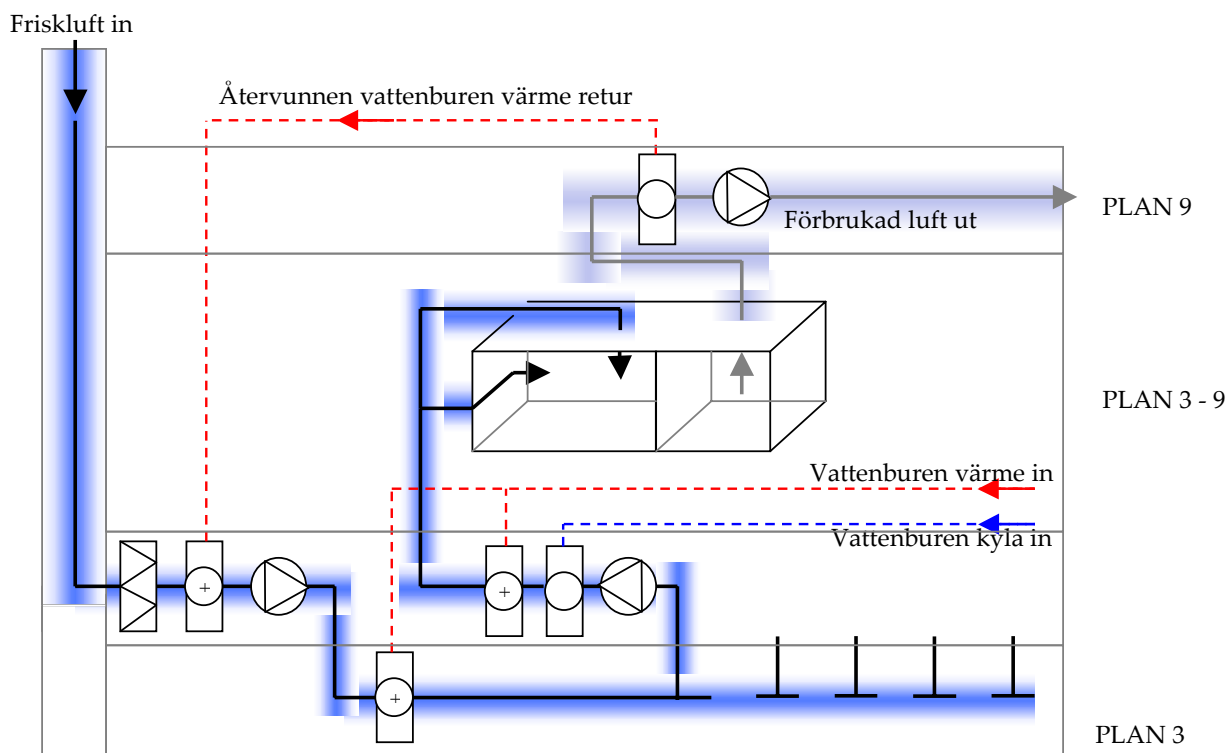 Friskluft in
Återvunnen vattenburen värme retur
PLAN 9
Förbrukad luft ut
PLAN 3 - 9
Vattenburen värme in
Vattenburen kyla in
+
+
+
PLAN 3